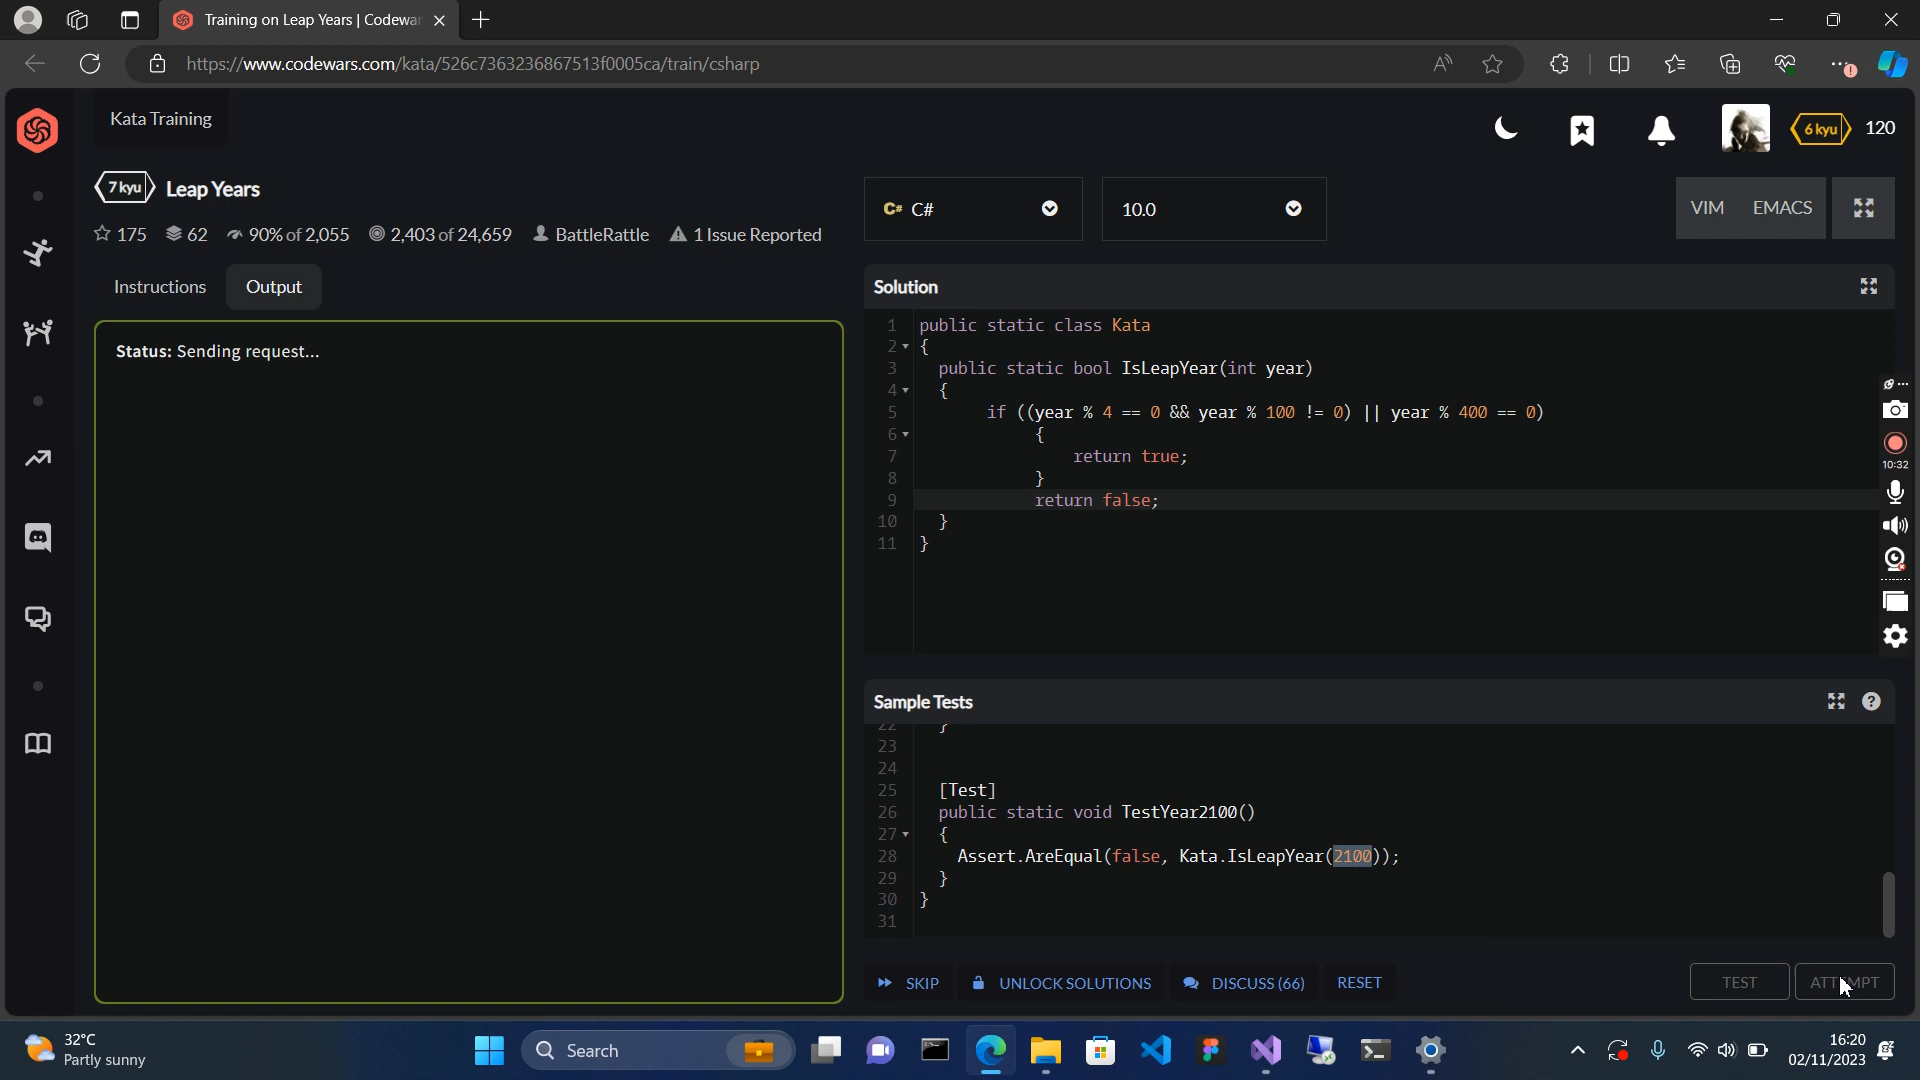 Training on Leap Years | Codewar
https://www.codewars.com/kata/526c7363236867513f0005ca/train/csharp
Kata Training
6 kyu 120
7 kyu Leap Years
175 62 90% of 2,055 2,403 of 24,659 BattleRattle 1 Issue Reported
C# C# 10.0 VIM EMACS
Instructions Output
Status: Sending request...
Solution
1 public static class Kata
2 {
3 public static bool IsLeapYear(int year)
4 {
5 if ((year % 4 == 0 && year % 100 != 0) || year % 400 == 0)
6 {
7 return true;
8 }
9 return false;
10 }
11 }
10:32
Sample Tests
22 }
23
24
25 [Test]
26 public static void TestYear2100()
27 {
28 Assert.AreEqual(false, Kata.IsLeapYear(2100));
29 }
30 }
31
SKIP UNLOCK SOLUTIONS DISCUSS (66) RESET TEST ATTEMPT
32°C
Partly sunny
Search
16:20
02/11/2023